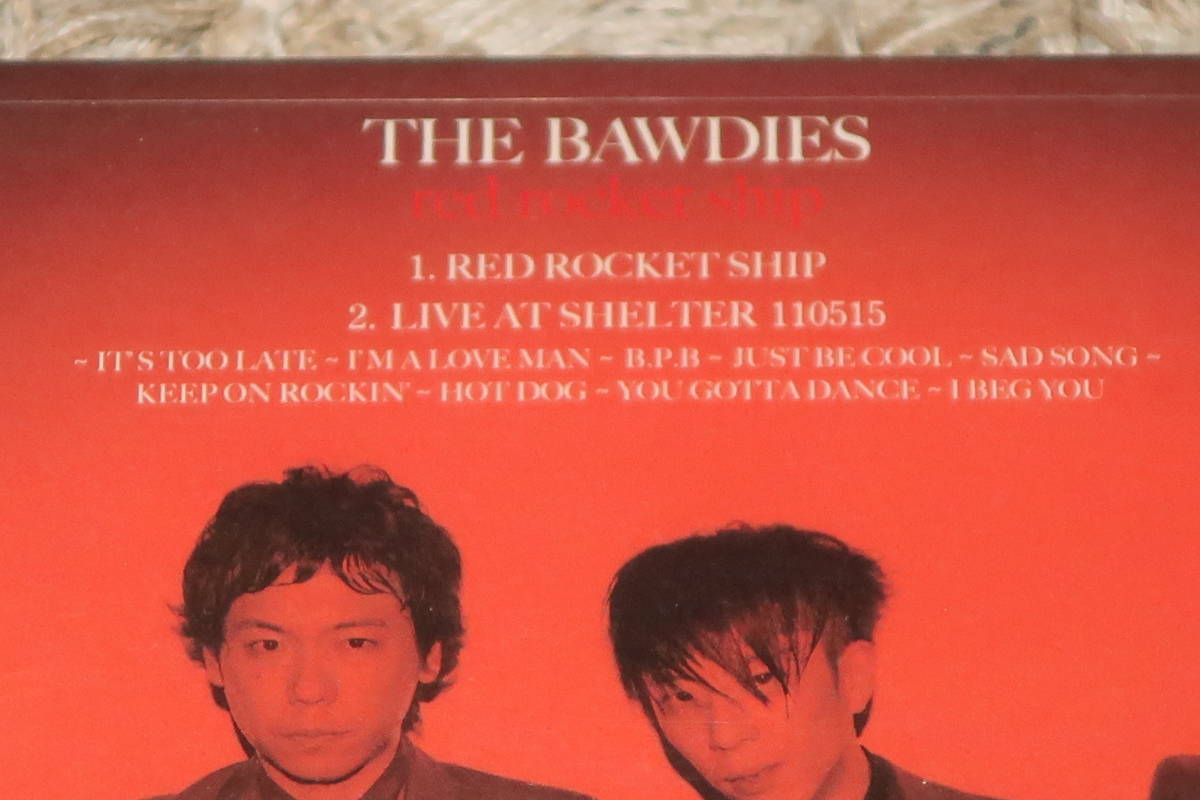 THE BAWDIES
red rocket ship
1. RED ROCKET SHIP
2. LIVE AT SHELTER 110515
~ IT'S TOO LATE ~ I'M A LOVE MAN ~ B.P.B ~ JUST BE COOL ~ SAD SONG ~
KEEP ON ROCKIN' ~ HOT DOG ~ YOU GOTTA DANCE ~ I BEG YOU